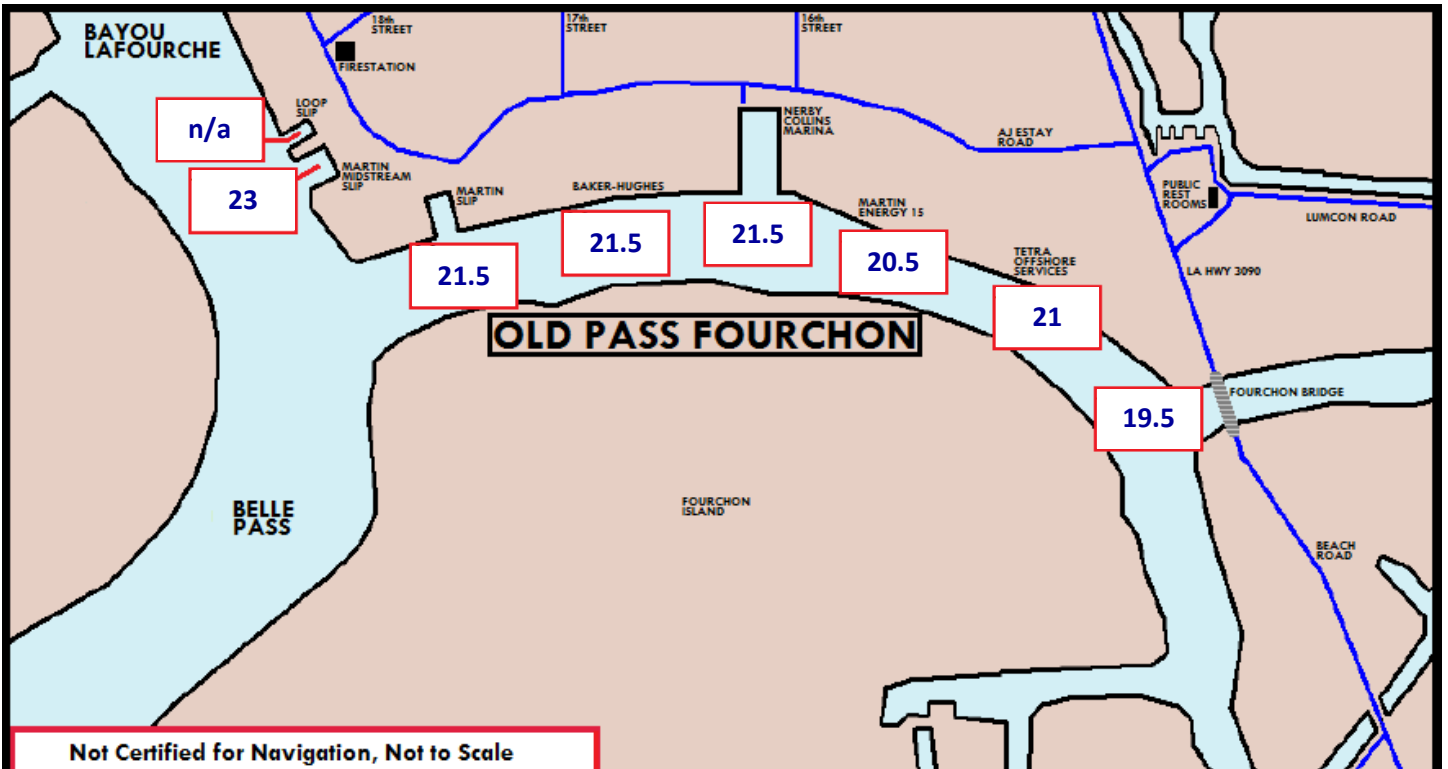 BAYOU
LAFOURCHE
18th
STREET
17th
STREET
16th
STREET
FIRESTATION
LOOP
SLIP
n/a
MARTIN
MIDSTREAM
SLIP
23
MARTIN
SLIP
BAKER-HUGHES
NERBY
COLLINS
MARINA
AJ ESTAY
ROAD
PUBLIC
REST
ROOMS
LUMCON ROAD
MARTIN
ENERGY 15
TETRA
OFFSHORE
SERVICES
LA HWY 3090
21.5
21.5
21.5
20.5
21
19.5
OLD PASS FOURCHON
FOURCHON BRIDGE
BELLE
PASS
FOURCHON
ISLAND
BEACH
ROAD
Not Certified for Navigation, Not to Scale